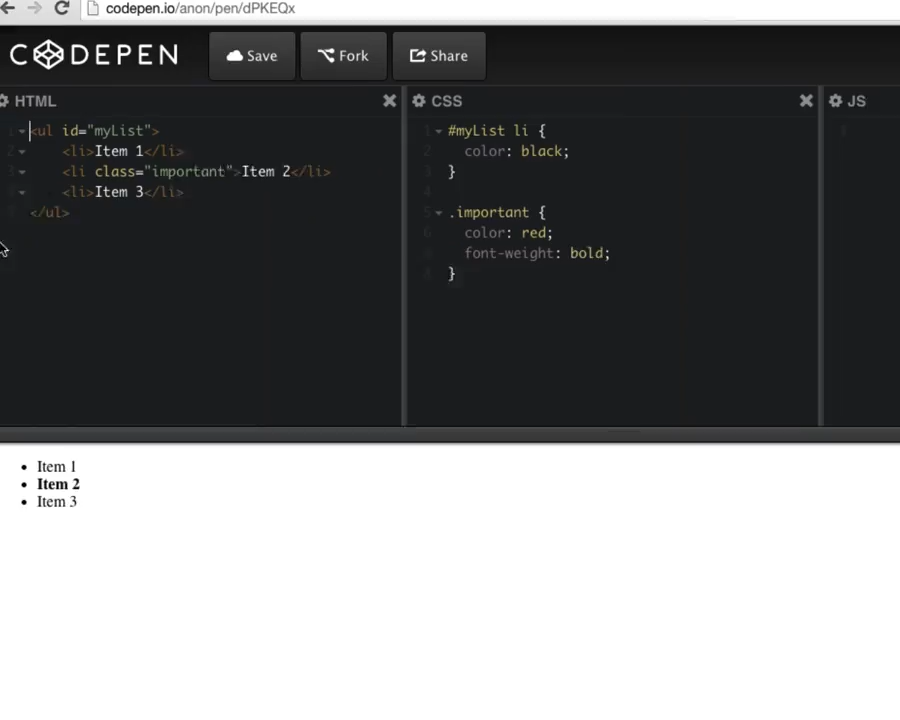 codepen.io/anon/pen/dPKEQx
CODEPEN Save Fork Share
HTML
<ul id="myList">
<li>Item 1</li>
<li class="important">Item 2</li>
<li>Item 3</li>
</ul>
CSS
#myList li {
color: black;
}
.important {
color: red;
font-weight: bold;
}
JS
• Item 1
• Item 2
• Item 3